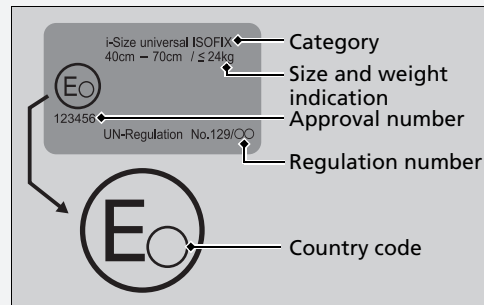 i-Size universal ISOFIX
40cm – 70cm / ≤ 24kg
E
123456
UN-Regulation No.129/○○
E
Category
Size and weight
indication
Approval number
Regulation number
Country code